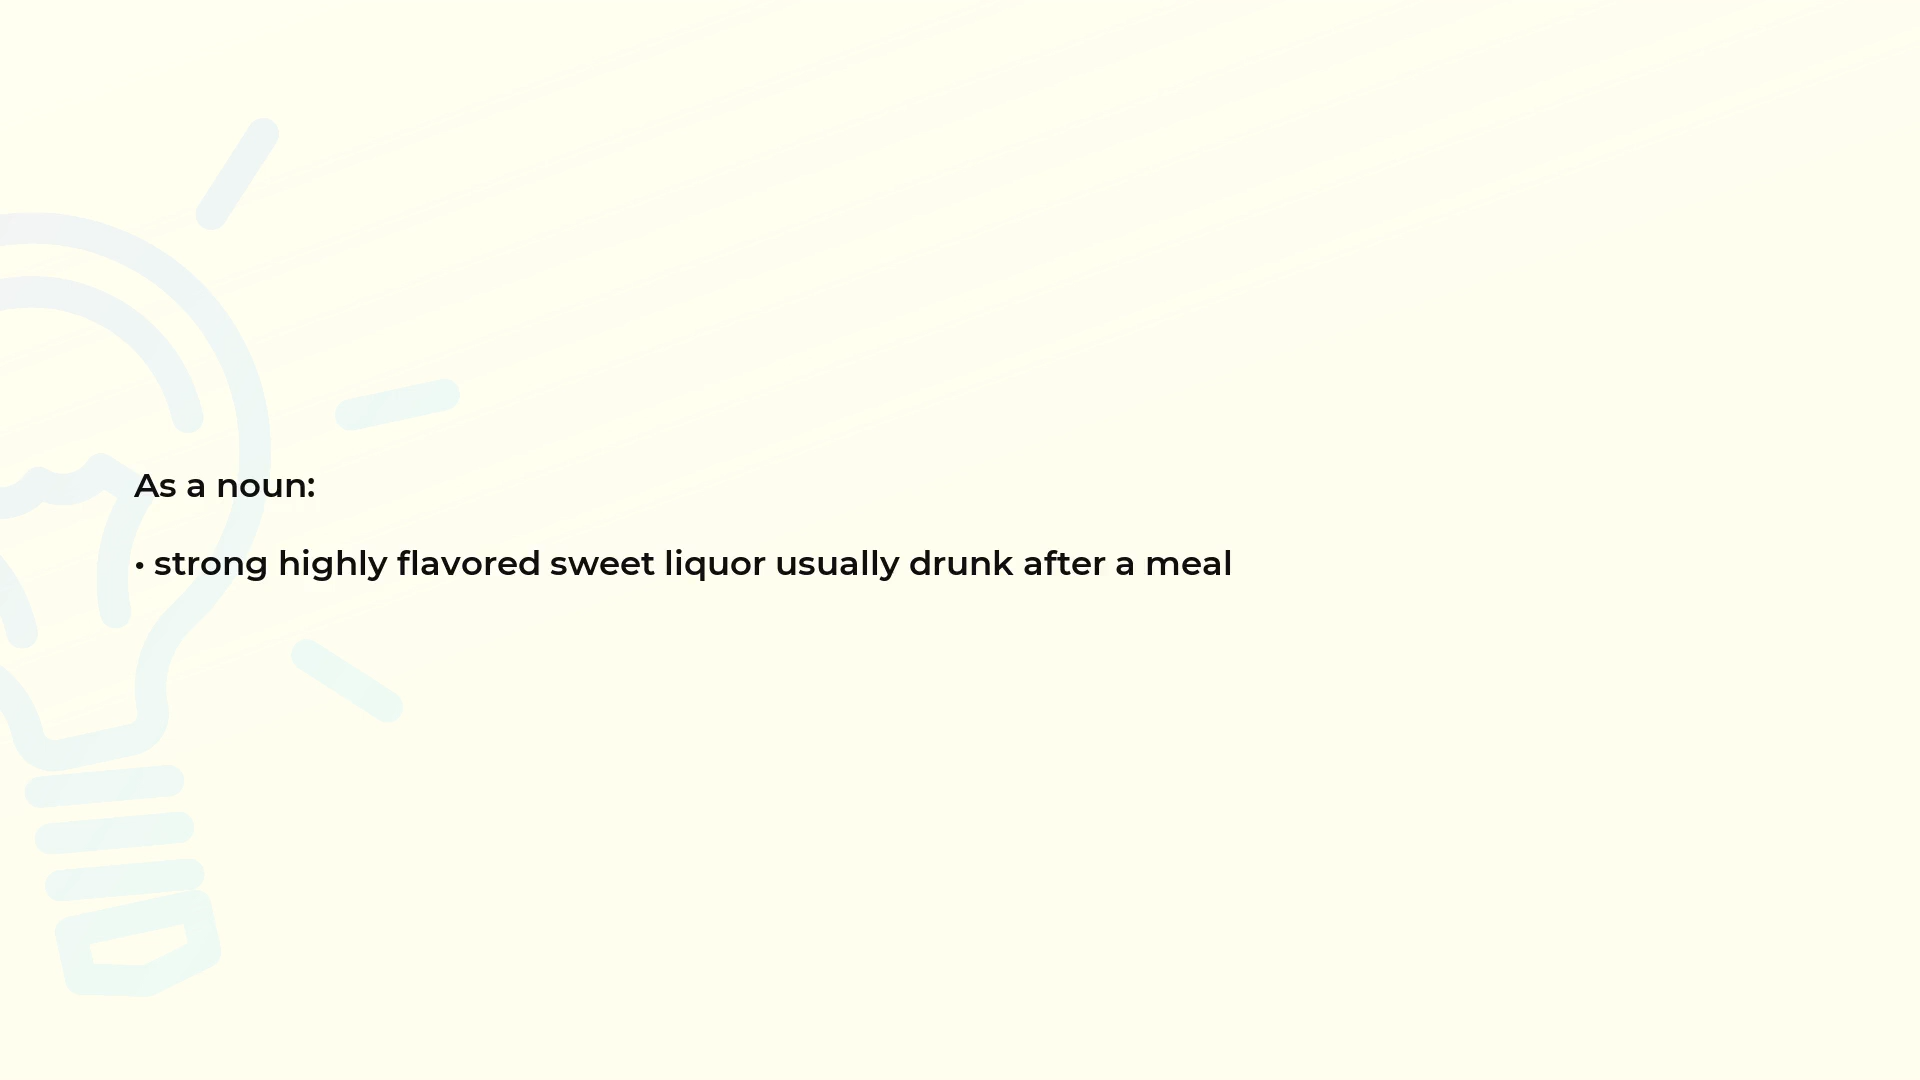 As a noun:
• strong highly flavored sweet liquor usually drunk after a meal